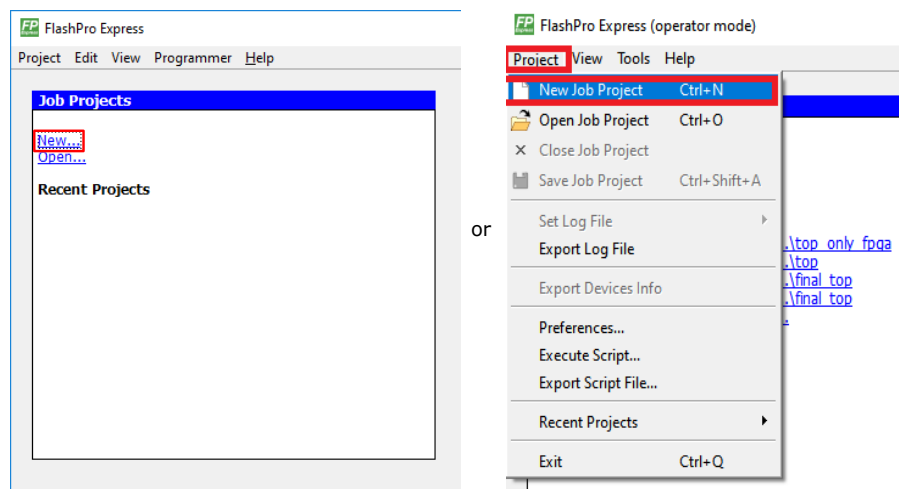 FP FlashPro Express
Project Edit View Programmer Help
Job Projects
New...
Open...
Recent Projects
or
FP FlashPro Express (operator mode)
Project View Tools Help
New Job Project Ctrl+N
Open Job Project Ctrl+O
Close Job Project
Save Job Project Ctrl+Shift+A
Set Log File
Export Log File
Export Devices Info
Preferences...
Execute Script...
Export Script File...
Recent Projects
Exit Ctrl+Q
.\top_only_fpga
.\top
.\final_top
.\final_top